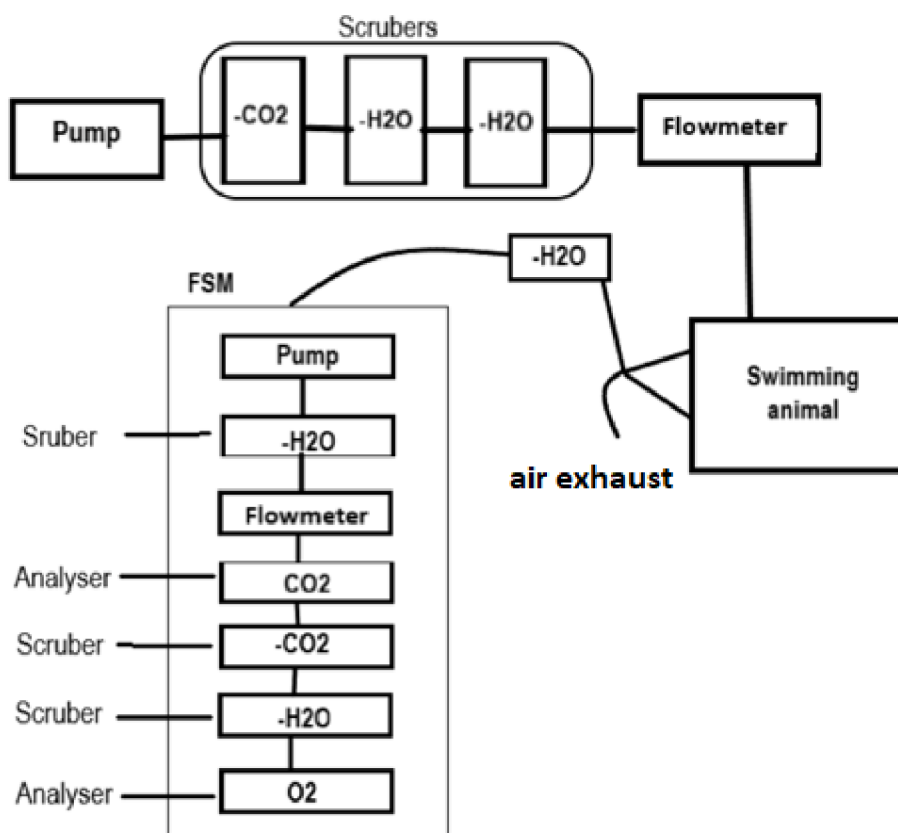 Scrubers
Pump
-CO2
-H2O
-H2O
Flowmeter
-H2O
FSM
Pump
Swimming
animal
Sruber
-H2O
air exhaust
Flowmeter
Analyser
CO2
Scruber
-CO2
Scruber
-H2O
Analyser
O2